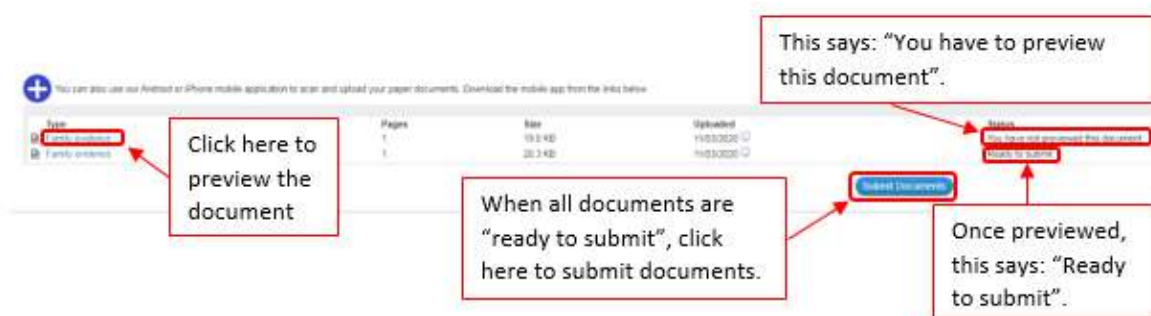 This says: “You have to preview
this document”.
You can also use our Android or iPhone mobile application to scan and upload your paper documents. Download the mobile app from the links below
Type Pages Size Uploaded Status
Family evidence 1 19.0 KB 11/03/2020 You have not previewed this document
Family evidence 1 20.3 KB 11/03/2020 Ready to submit
Click here to
preview the
document
Submit Documents
When all documents are
“ready to submit”, click
here to submit documents.
Once previewed,
this says: “Ready
to submit”.